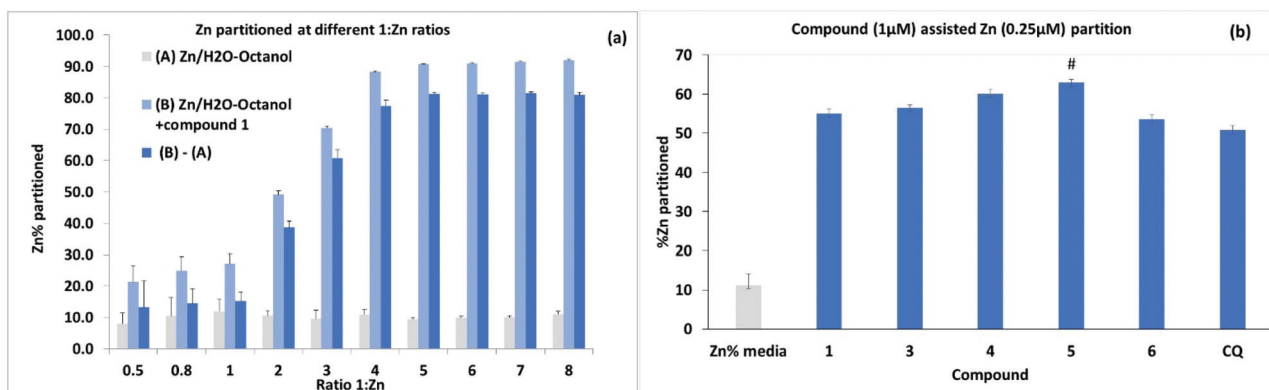 Zn partitioned at different 1:Zn ratios
(a)
100.0
90.0
80.0
70.0
60.0
50.0
40.0
30.0
20.0
10.0
0.0
Zn% partitioned
(A) Zn/H2O-Octanol
(B) Zn/H2O-Octanol
+compound 1
(B) - (A)
0.5 0.8 1 2 3 4 5 6 7 8
Ratio 1:Zn
Compound (1µM) assisted Zn (0.25µM) partition
(b)
70
60
50
40
30
20
10
0
%Zn partitioned
#
Zn% media 1 3 4 5 6 CQ
Compound